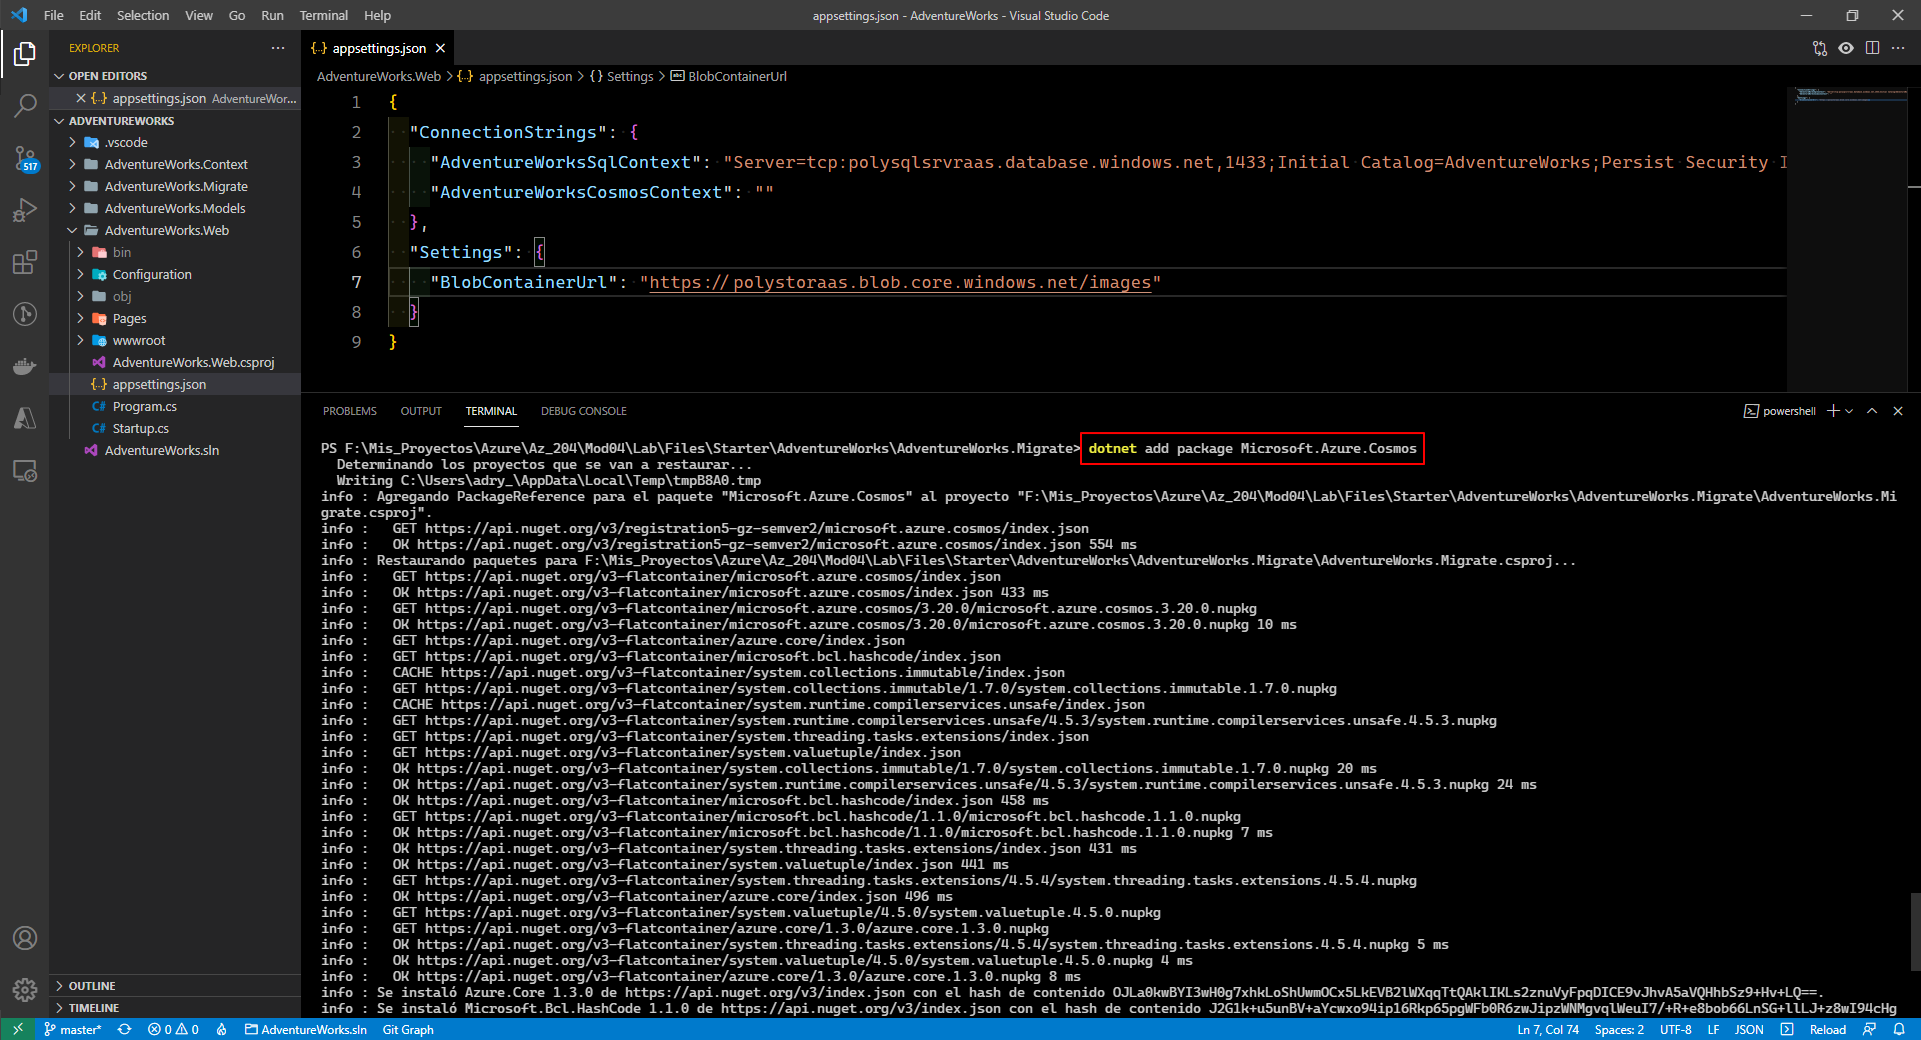 File Edit Selection View Go Run Terminal Help
appsettings.json - AdventureWorks - Visual Studio Code
EXPLORER
OPEN EDITORS
{..} appsettings.json AdventureWor...
ADVENTUREWORKS
.vscode
AdventureWorks.Context
AdventureWorks.Migrate
AdventureWorks.Models
AdventureWorks.Web
bin
Configuration
obj
Pages
wwwroot
AdventureWorks.Web.csproj
{..} appsettings.json
C# Program.cs
C# Startup.cs
AdventureWorks.sln
OUTLINE
TIMELINE
517
{..} appsettings.json
AdventureWorks.Web > {..} appsettings.json > {} Settings > abc BlobContainerUrl
1 {
2 "ConnectionStrings": {
3 "AdventureWorksSqlContext": "Server=tcp:polysqlsrvraas.database.windows.net,1433;Initial Catalog=AdventureWorks;Persist Security I
4 "AdventureWorksCosmosContext": ""
5 },
6 "Settings": {
7 "BlobContainerUrl": "https://polystoraas.blob.core.windows.net/images"
8 }
9 }
PROBLEMS OUTPUT TERMINAL DEBUG CONSOLE
powershell
PS F:\Mis_Proyectos\Azure\Az_204\Mod04\Lab\Files\Starter\AdventureWorks\AdventureWorks.Migrate> dotnet add package Microsoft.Azure.Cosmos
Determinando los proyectos que se van a restaurar...
Writing C:\Users\adry_\AppData\Local\Temp\tmpB8A0.tmp
info : Agregando PackageReference para el paquete "Microsoft.Azure.Cosmos" al proyecto "F:\Mis_Proyectos\Azure\Az_204\Mod04\Lab\Files\Starter\AdventureWorks\AdventureWorks.Migrate\AdventureWorks.Mi
grate.csproj".
info : GET https://api.nuget.org/v3/registration5-gz-semver2/microsoft.azure.cosmos/index.json
info : OK https://api.nuget.org/v3/registration5-gz-semver2/microsoft.azure.cosmos/index.json 554 ms
info : Restaurando paquetes para F:\Mis_Proyectos\Azure\Az_204\Mod04\Lab\Files\Starter\AdventureWorks\AdventureWorks.Migrate\AdventureWorks.Migrate.csproj...
info : GET https://api.nuget.org/v3-flatcontainer/microsoft.azure.cosmos/index.json
info : OK https://api.nuget.org/v3-flatcontainer/microsoft.azure.cosmos/index.json 433 ms
info : GET https://api.nuget.org/v3-flatcontainer/microsoft.azure.cosmos/3.20.0/microsoft.azure.cosmos.3.20.0.nupkg
info : OK https://api.nuget.org/v3-flatcontainer/microsoft.azure.cosmos/3.20.0/microsoft.azure.cosmos.3.20.0.nupkg 10 ms
info : GET https://api.nuget.org/v3-flatcontainer/azure.core/index.json
info : GET https://api.nuget.org/v3-flatcontainer/microsoft.bcl.hashcode/index.json
info : CACHE https://api.nuget.org/v3-flatcontainer/system.collections.immutable/index.json
info : GET https://api.nuget.org/v3-flatcontainer/system.collections.immutable/1.7.0/system.collections.immutable.1.7.0.nupkg
info : CACHE https://api.nuget.org/v3-flatcontainer/system.runtime.compilerservices.unsafe/index.json
info : GET https://api.nuget.org/v3-flatcontainer/system.runtime.compilerservices.unsafe/4.5.3/system.runtime.compilerservices.unsafe.4.5.3.nupkg
info : GET https://api.nuget.org/v3-flatcontainer/system.threading.tasks.extensions/index.json
info : GET https://api.nuget.org/v3-flatcontainer/system.valuetuple/index.json
info : OK https://api.nuget.org/v3-flatcontainer/system.collections.immutable/1.7.0/system.collections.immutable.1.7.0.nupkg 20 ms
info : OK https://api.nuget.org/v3-flatcontainer/system.runtime.compilerservices.unsafe/4.5.3/system.runtime.compilerservices.unsafe.4.5.3.nupkg 24 ms
info : OK https://api.nuget.org/v3-flatcontainer/microsoft.bcl.hashcode/index.json 458 ms
info : GET https://api.nuget.org/v3-flatcontainer/microsoft.bcl.hashcode/1.1.0/microsoft.bcl.hashcode.1.1.0.nupkg
info : OK https://api.nuget.org/v3-flatcontainer/microsoft.bcl.hashcode/1.1.0/microsoft.bcl.hashcode.1.1.0.nupkg 7 ms
info : OK https://api.nuget.org/v3-flatcontainer/system.threading.tasks.extensions/index.json 431 ms
info : OK https://api.nuget.org/v3-flatcontainer/system.valuetuple/index.json 441 ms
info : GET https://api.nuget.org/v3-flatcontainer/system.threading.tasks.extensions/4.5.4/system.threading.tasks.extensions.4.5.4.nupkg
info : OK https://api.nuget.org/v3-flatcontainer/azure.core/index.json 496 ms
info : GET https://api.nuget.org/v3-flatcontainer/system.valuetuple/4.5.0/system.valuetuple.4.5.0.nupkg
info : GET https://api.nuget.org/v3-flatcontainer/azure.core/1.3.0/azure.core.1.3.0.nupkg
info : OK https://api.nuget.org/v3-flatcontainer/system.threading.tasks.extensions/4.5.4/system.threading.tasks.extensions.4.5.4.nupkg 5 ms
info : OK https://api.nuget.org/v3-flatcontainer/system.valuetuple/4.5.0/system.valuetuple.4.5.0.nupkg 4 ms
info : OK https://api.nuget.org/v3-flatcontainer/azure.core/1.3.0/azure.core.1.3.0.nupkg 8 ms
info : Se instaló Azure.Core 1.3.0 de https://api.nuget.org/v3/index.json con el hash de contenido OJLa0kwBYI3wH0g7xhkLoShUwmOCx5LkEVB2lWXqqTtQAklIKLs2znuVyFpqDICE9vJhvA5aVQHhbSz9+Hv+LQ==.
info : Se instaló Microsoft.Bcl.HashCode 1.1.0 de https://api.nuget.org/v3/index.json con el hash de contenido J2G1k+u5unBV+aYcwxo94ip16Rkp65pgWFb0R6zwJipzWNMgvqlWeuI7/+R+e8bob66LnSG+llLJ+z8wI94cHg
master* 0 0 AdventureWorks.sln Git Graph Ln 7, Col 74 Spaces: 2 UTF-8 LF JSON Reload